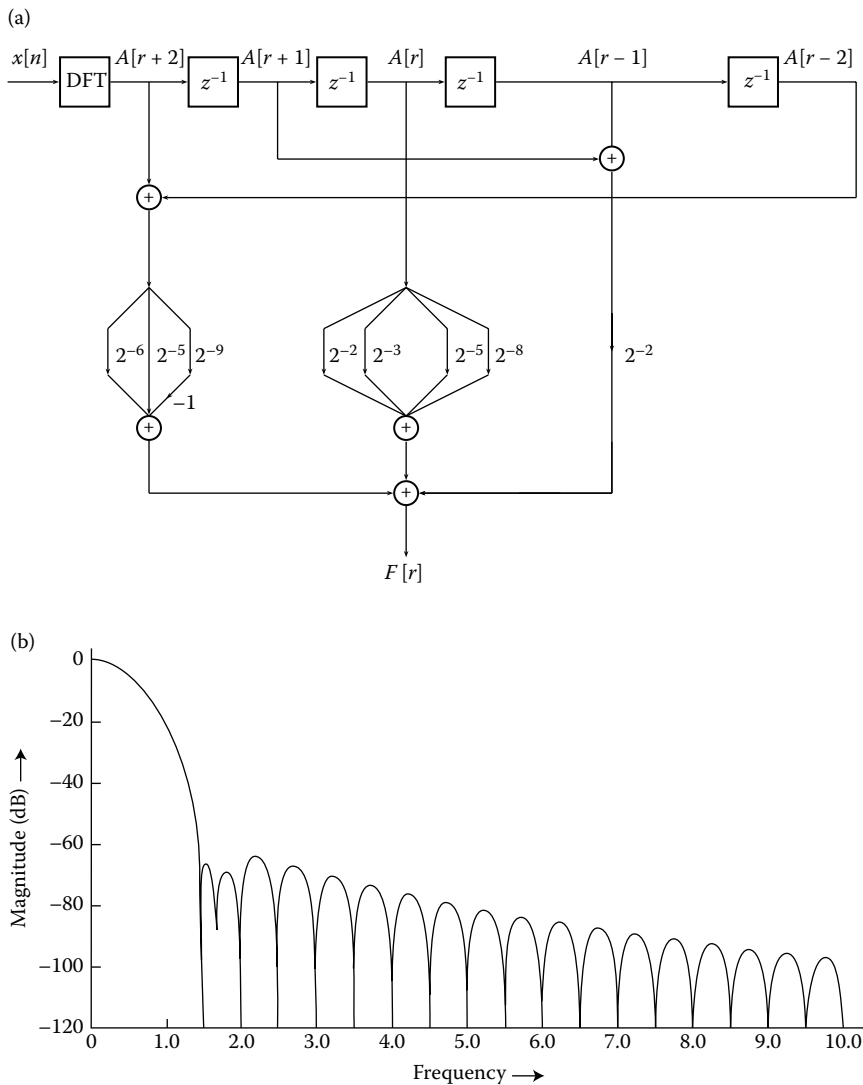 (a)
x[n] A[r + 2] A[r + 1] A[r] A[r − 1] A[r − 2]
DFT z⁻¹ z⁻¹ z⁻¹ z⁻¹
+
+
2⁻⁶ 2⁻⁵ 2⁻⁹ 2⁻² 2⁻³ 2⁻⁵ 2⁻⁸ 2⁻²
−1
+ +
+
F [r]
(b)
0
−20
−40
−60
−80
−100
−120
Magnitude (dB)
0 1.0 2.0 3.0 4.0 5.0 6.0 7.0 8.0 9.0 10.0
Frequency